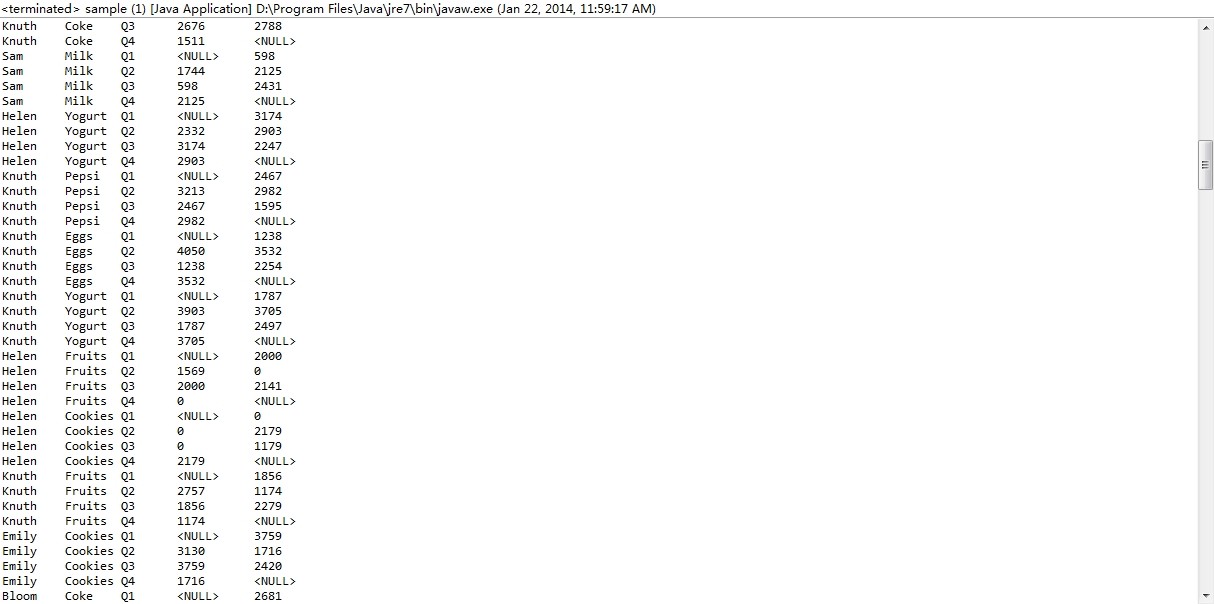 <terminated> sample (1) [Java Application] D:\Program Files\Java\jre7\bin\javaw.exe (Jan 22, 2014, 11:59:17 AM)
Knuth Coke Q3 2676 2788
Knuth Coke Q4 1511 <NULL>
Sam Milk Q1 <NULL> 598
Sam Milk Q2 1744 2125
Sam Milk Q3 598 2431
Sam Milk Q4 2125 <NULL>
Helen Yogurt Q1 <NULL> 3174
Helen Yogurt Q2 2332 2903
Helen Yogurt Q3 3174 2247
Helen Yogurt Q4 2903 <NULL>
Knuth Pepsi Q1 <NULL> 2467
Knuth Pepsi Q2 3213 2982
Knuth Pepsi Q3 2467 1595
Knuth Pepsi Q4 2982 <NULL>
Knuth Eggs Q1 <NULL> 1238
Knuth Eggs Q2 4050 3532
Knuth Eggs Q3 1238 2254
Knuth Eggs Q4 3532 <NULL>
Knuth Yogurt Q1 <NULL> 1787
Knuth Yogurt Q2 3903 3705
Knuth Yogurt Q3 1787 2497
Knuth Yogurt Q4 3705 <NULL>
Helen Fruits Q1 <NULL> 2000
Helen Fruits Q2 1569 0
Helen Fruits Q3 2000 2141
Helen Fruits Q4 0 <NULL>
Helen Cookies Q1 <NULL> 0
Helen Cookies Q2 0 2179
Helen Cookies Q3 0 1179
Helen Cookies Q4 2179 <NULL>
Knuth Fruits Q1 <NULL> 1856
Knuth Fruits Q2 2757 1174
Knuth Fruits Q3 1856 2279
Knuth Fruits Q4 1174 <NULL>
Emily Cookies Q1 <NULL> 3759
Emily Cookies Q2 3130 1716
Emily Cookies Q3 3759 2420
Emily Cookies Q4 1716 <NULL>
Bloom Coke Q1 <NULL> 2681